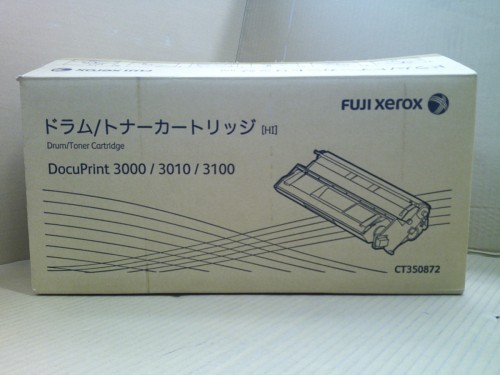 FUJI xerox
ドラム/トナーカートリッジ [HI]
Drum/Toner Cartridge
DocuPrint 3000 / 3010 / 3100
CT350872